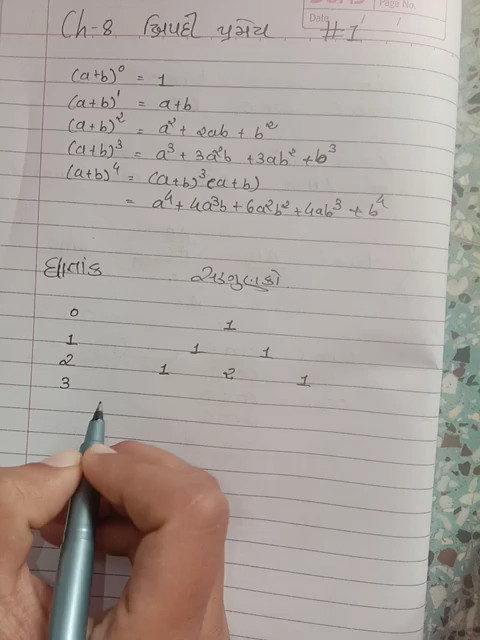 Ch-8 દ્વિપદી પ્રમેય #1
Page No.
Date / /
(a+b)⁰ = 1
(a+b)¹ = a+b
(a+b)² = a² + 2ab + b²
(a+b)³ = a³ + 3a²b + 3ab² + b³
(a+b)⁴ = (a+b)³(a+b)
= a⁴ + 4a³b + 6a²b² + 4ab³ + b⁴
ઘાતાંક સહગુણકો
0 1
1 1 1
2 1 2 1
3